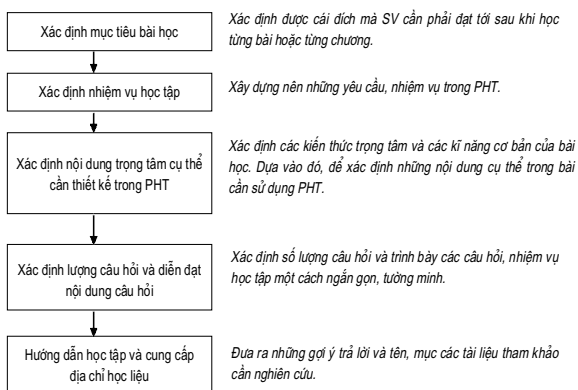 Xác định mục tiêu bài học
Xác định được cái đích mà SV cần phải đạt tới sau khi học
từng bài hoặc từng chương.
Xác định nhiệm vụ học tập
Xây dựng nên những yêu cầu, nhiệm vụ trong PHT.
Xác định nội dung trọng tâm cụ thể
cần thiết kế trong PHT
Xác định các kiến thức trọng tâm và các kĩ năng cơ bản của bài
học. Dựa vào đó, để xác định những nội dung cụ thể trong bài
cần sử dụng PHT.
Xác định lượng câu hỏi và diễn đạt
nội dung câu hỏi
Xác định số lượng câu hỏi và trình bày các câu hỏi, nhiệm vụ
học tập một cách ngắn gọn, tường minh.
Hướng dẫn học tập và cung cấp
địa chỉ học liệu
Đưa ra những gợi ý trả lời và tên, mục các tài liệu tham khảo
cần nghiên cứu.